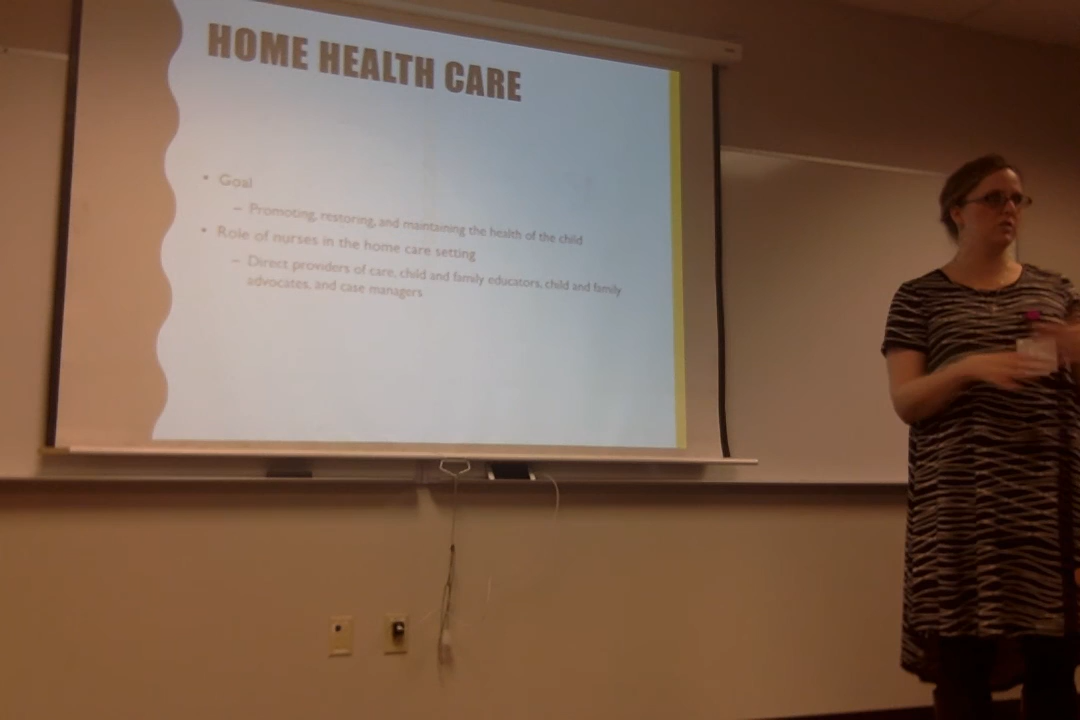 HOME HEALTH CARE
• Goal
– Promoting, restoring, and maintaining the health of the child
• Role of nurses in the home care setting
– Direct providers of care, child and family educators, child and family
advocates, and case managers